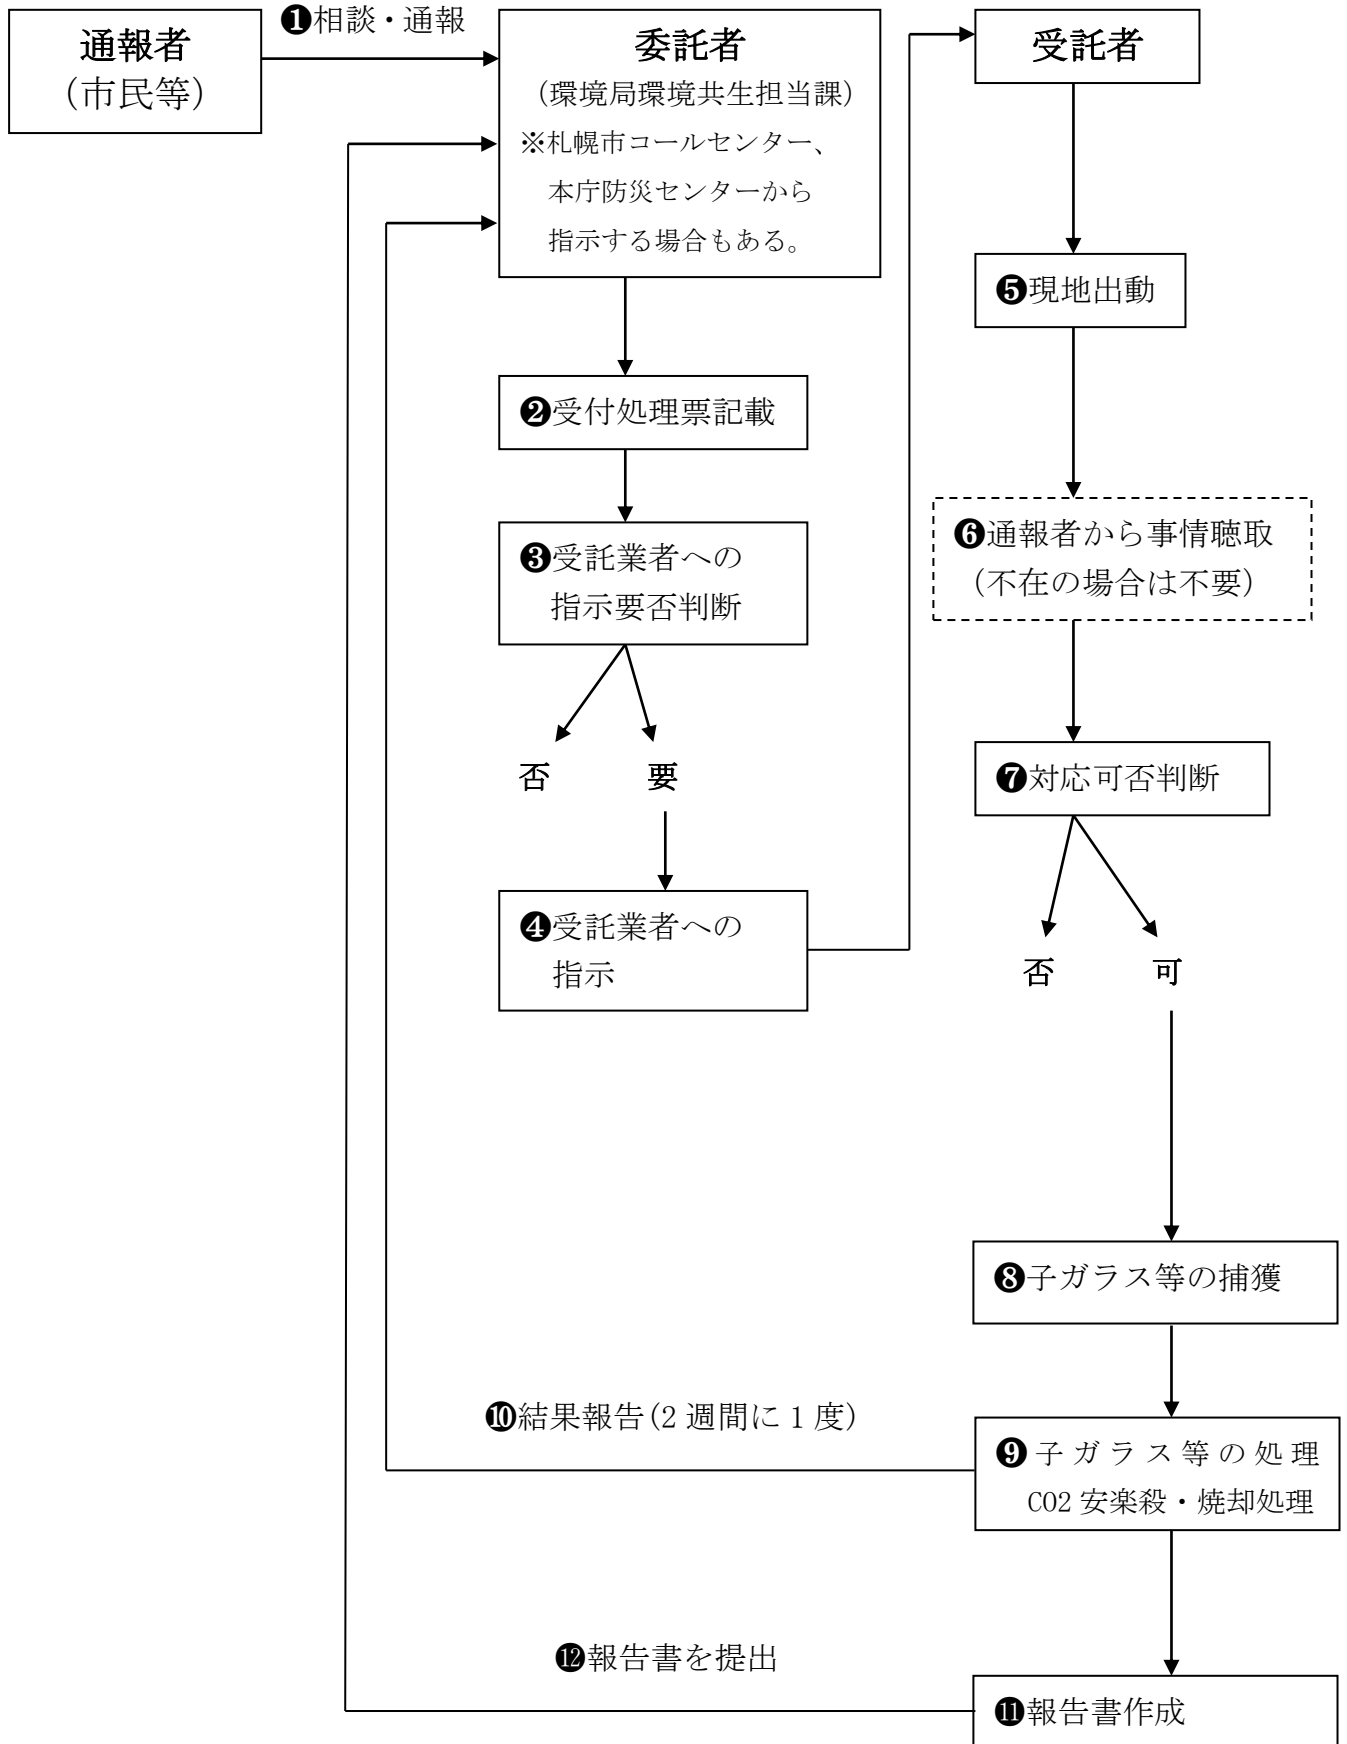 通報者
（市民等）
❶相談・通報
委託者
（環境局環境共生担当課）
※札幌市コールセンター、
本庁防災センターから
指示する場合もある。
❷受付処理票記載
❸受託業者への
指示要否判断
否
要
❹受託業者への
指示
受託者
❺現地出動
❻通報者から事情聴取
（不在の場合は不要）
❼対応可否判断
否
可
❽子ガラス等の捕獲
❾子ガラス等の処理
CO2安楽殺・焼却処理
❿結果報告(2週間に1度)
⓫報告書作成
⓬報告書を提出